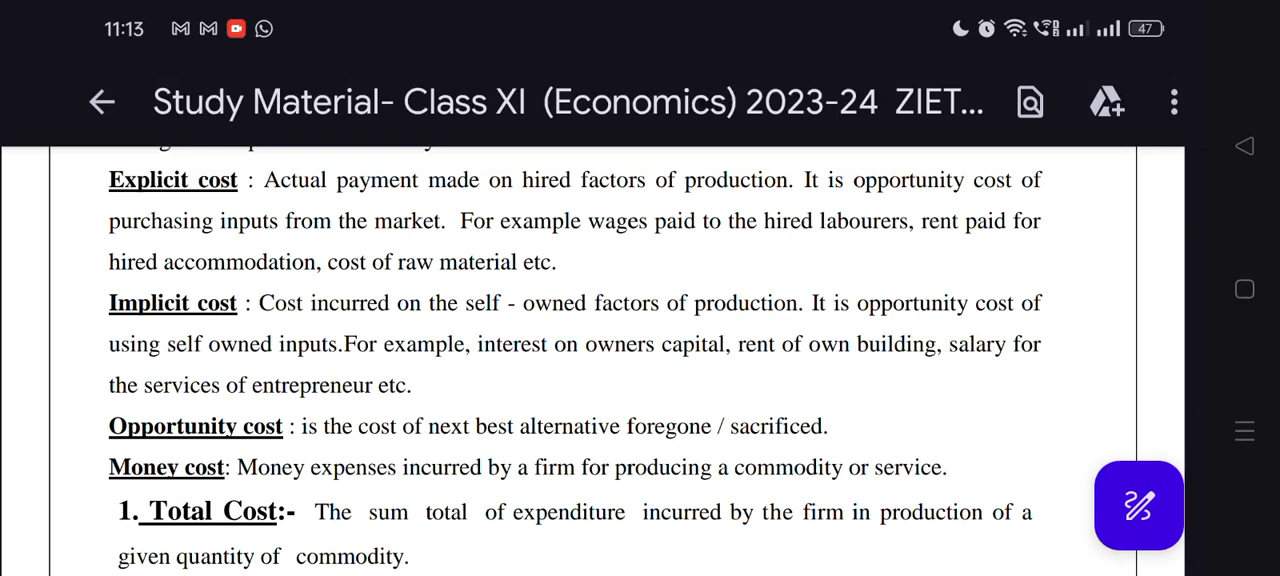 11:13
47
Study Material- Class XI (Economics) 2023-24 ZIET...
Explicit cost : Actual payment made on hired factors of production. It is opportunity cost of
purchasing inputs from the market. For example wages paid to the hired labourers, rent paid for
hired accommodation, cost of raw material etc.
Implicit cost : Cost incurred on the self - owned factors of production. It is opportunity cost of
using self owned inputs.For example, interest on owners capital, rent of own building, salary for
the services of entrepreneur etc.
Opportunity cost : is the cost of next best alternative foregone / sacrificed.
Money cost: Money expenses incurred by a firm for producing a commodity or service.
1. Total Cost:- The sum total of expenditure incurred by the firm in production of a
given quantity of commodity.